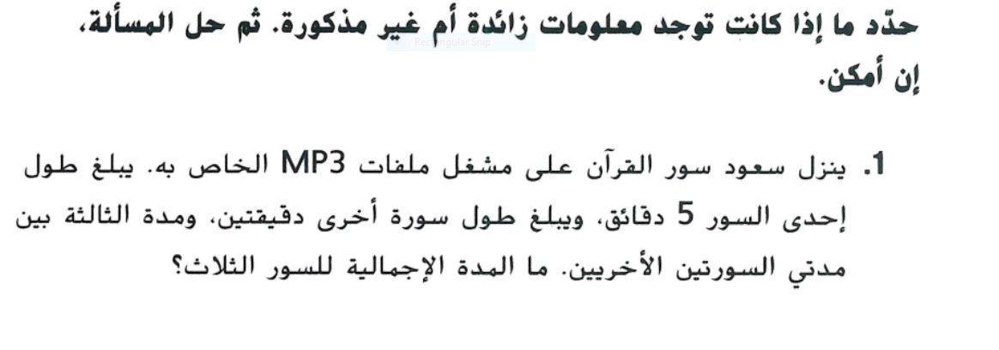 حدّد ما إذا كانت توجد معلومات زائدة أم غير مذكورة. ثم حل المسألة،
Rectangular Snip
إن أمكن.
1. ينزل سعود سور القرآن على مشغل ملفات MP3 الخاص به. يبلغ طول
إحدى السور 5 دقائق، ويبلغ طول سورة أخرى دقيقتين، ومدة الثالثة بين
مدتي السورتين الأخريين. ما المدة الإجمالية للسور الثلاث؟